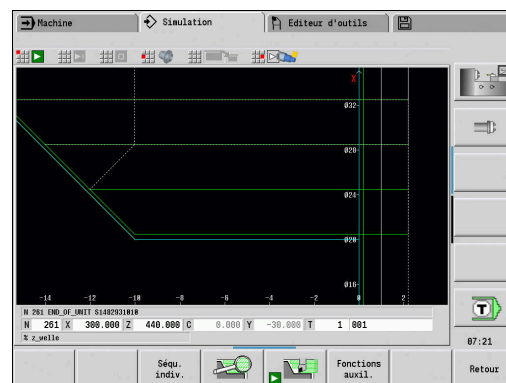 Machine Simulation Editeur d'outils
X
Ø32
Ø28
Ø24
Ø20
Ø16
-14 -12 -10 -8 -6 -4 -2 0 2
N 261 END_OF_UNIT S1482931010
N 261 X 300.000 Z 440.000 C 0.000 Y -30.000 T 1 001
% z_welle
T
07:21
Séqu. indiv.
Fonctions auxil.
Retour